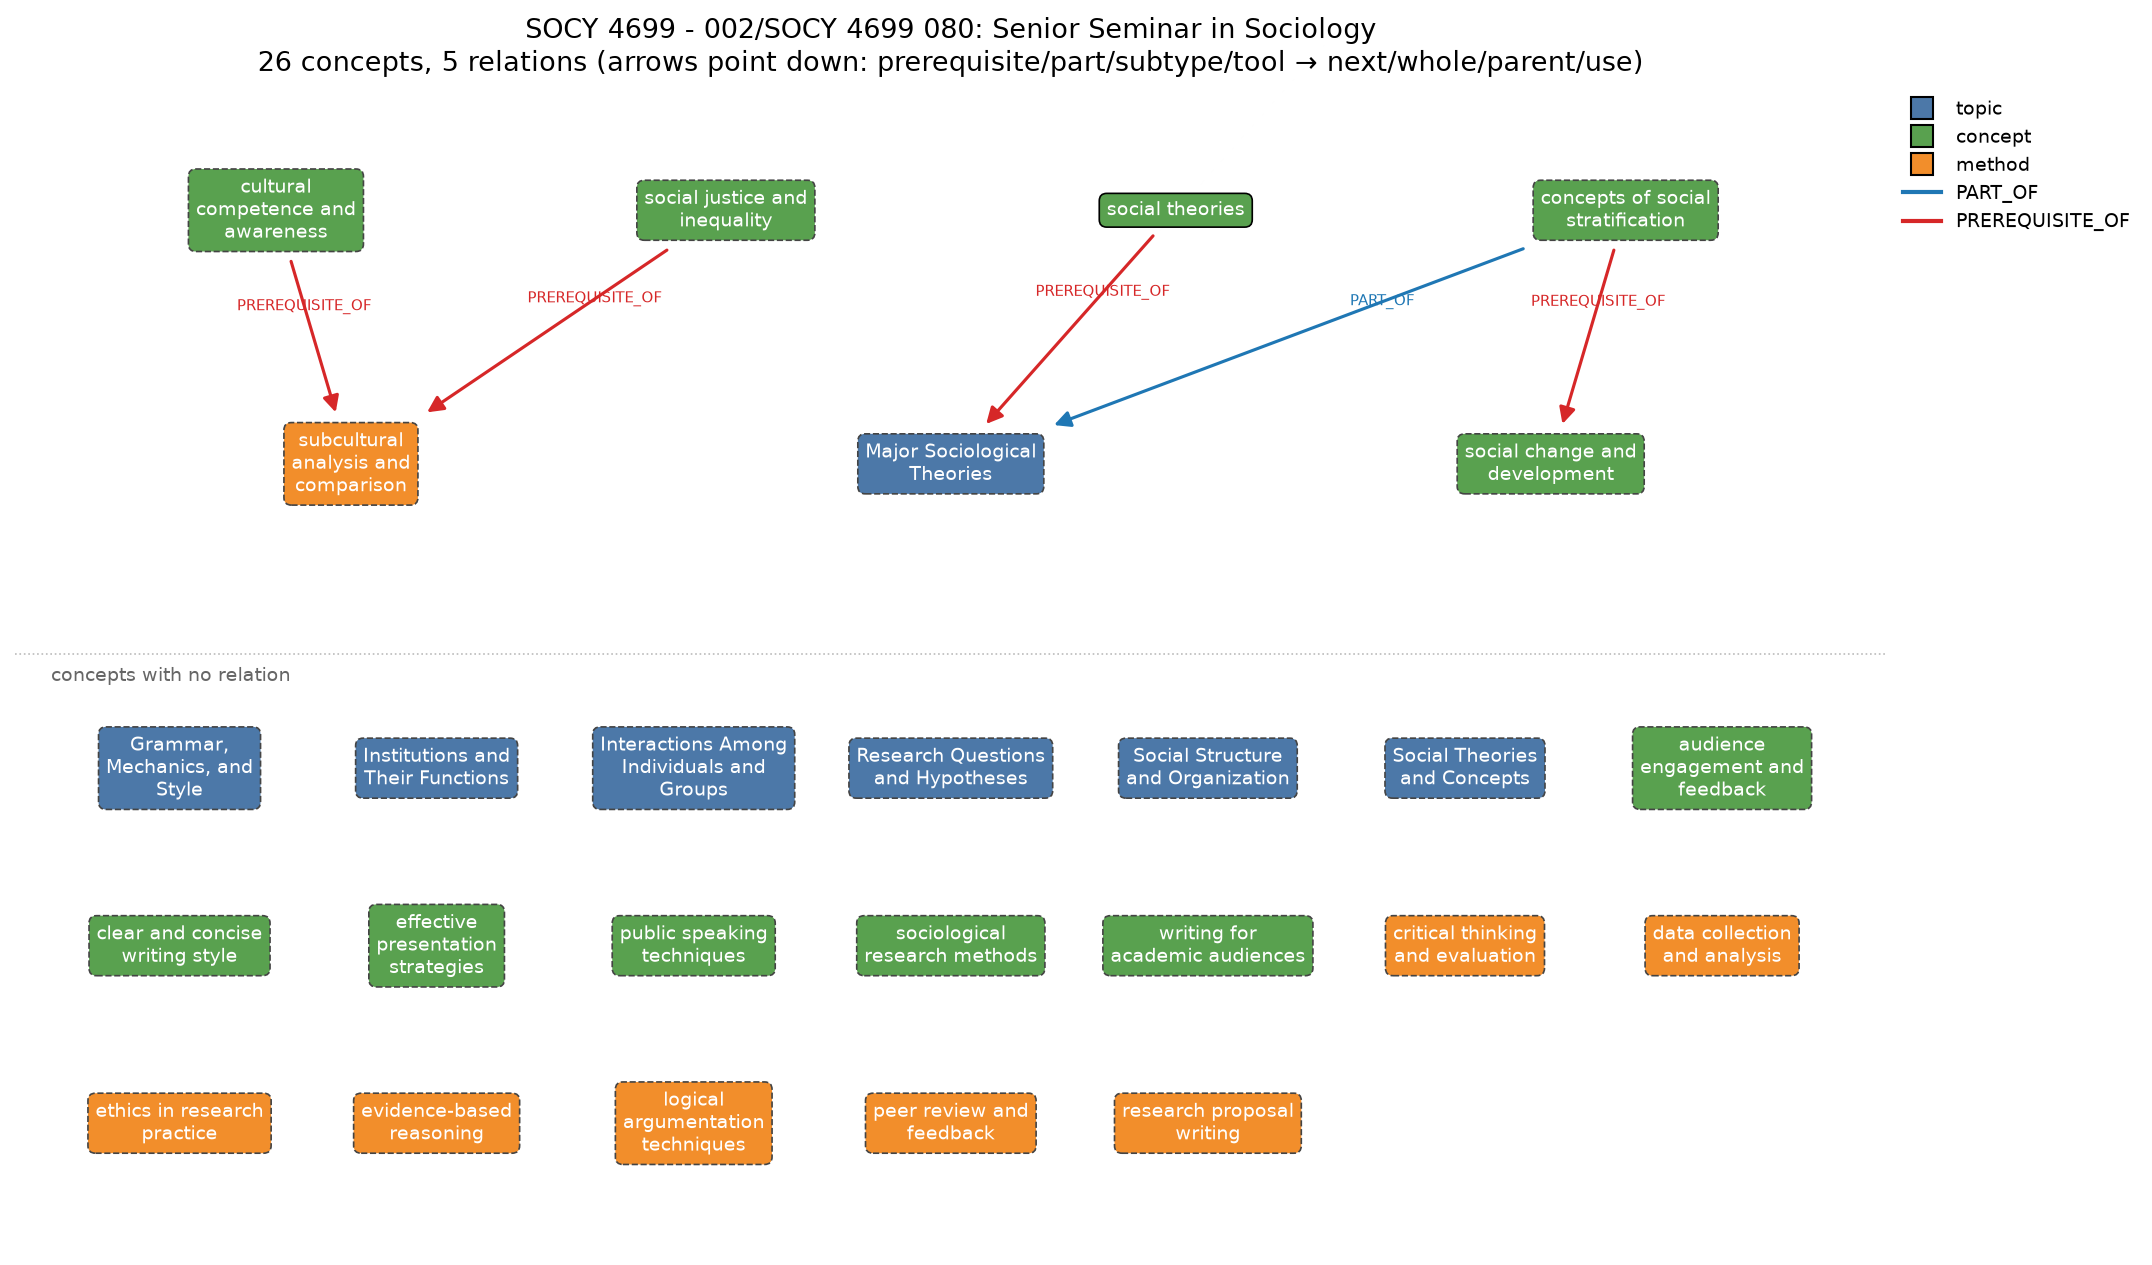 SOCY 4699 - 002/SOCY 4699 080: Senior Seminar in Sociology
26 concepts, 5 relations (arrows point down: prerequisite/part/subtype/tool → next/whole/parent/use)
topic
concept
method
PART_OF
PREREQUISITE_OF
cultural
competence and
awareness
social justice and
inequality
social theories
concepts of social
stratification
PREREQUISITE_OF
PREREQUISITE_OF
PREREQUISITE_OF
PART_OF
PREREQUISITE_OF
subcultural
analysis and
comparison
Major Sociological
Theories
social change and
development
concepts with no relation
Grammar,
Mechanics, and
Style
Institutions and
Their Functions
Interactions Among
Individuals and
Groups
Research Questions
and Hypotheses
Social Structure
and Organization
Social Theories
and Concepts
audience
engagement and
feedback
clear and concise
writing style
effective
presentation
strategies
public speaking
techniques
sociological
research methods
writing for
academic audiences
critical thinking
and evaluation
data collection
and analysis
ethics in research
practice
evidence-based
reasoning
logical
argumentation
techniques
peer review and
feedback
research proposal
writing